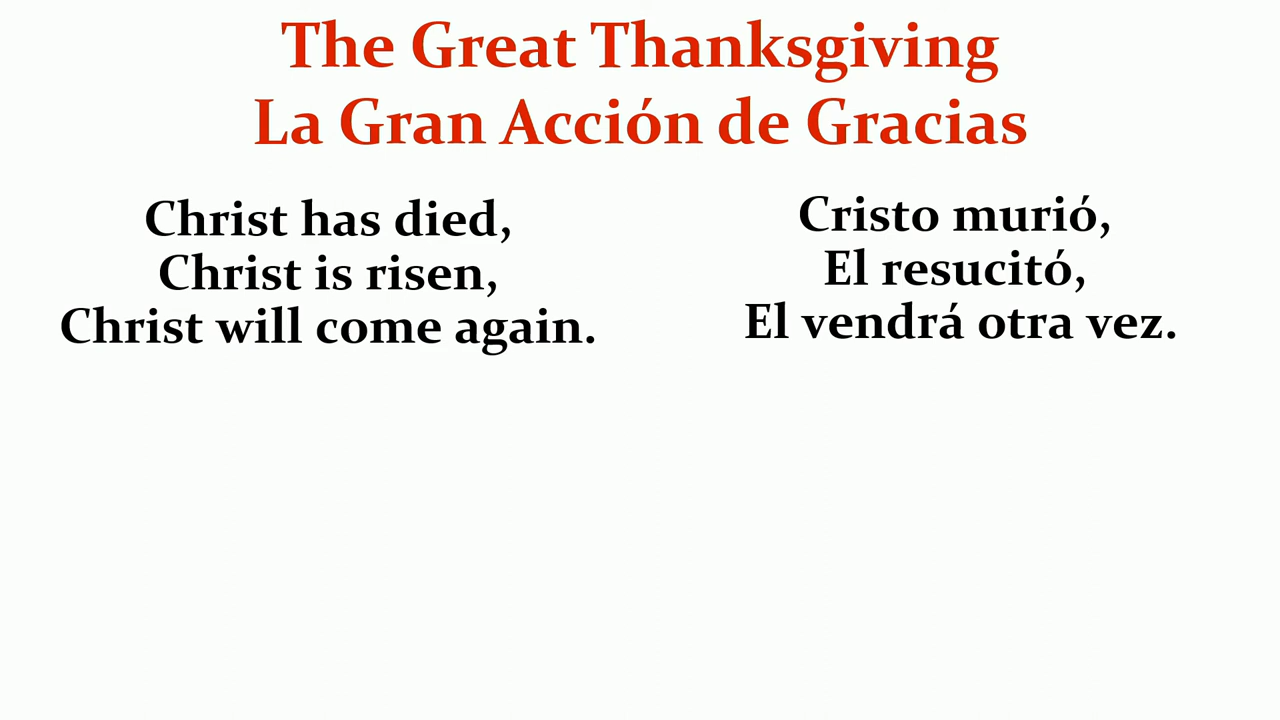 The Great Thanksgiving
La Gran Acción de Gracias
Christ has died,
Christ is risen,
Christ will come again.
Cristo murió,
El resucitó,
El vendrá otra vez.